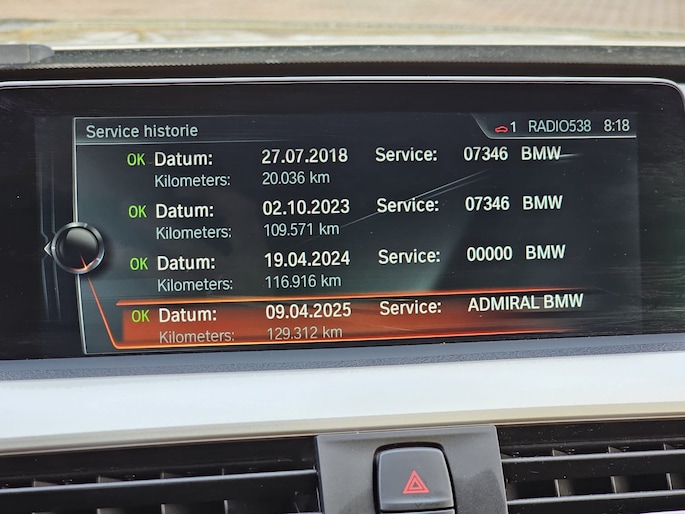 Service historie 1 RADIO538 8:18
OK Datum: 27.07.2018 Service: 07346 BMW
Kilometers: 20.036 km
OK Datum: 02.10.2023 Service: 07346 BMW
Kilometers: 109.571 km
OK Datum: 19.04.2024 Service: 00000 BMW
Kilometers: 116.916 km
OK Datum: 09.04.2025 Service: ADMIRAL BMW
Kilometers: 129.312 km